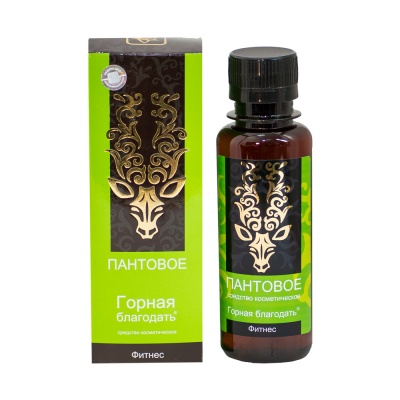 ПАНТОВОЕ
Горная
благодать®
средство косметическое
Фитнес
ПАНТОВОЕ
средство косметическое
Горная благодать®
Фитнес